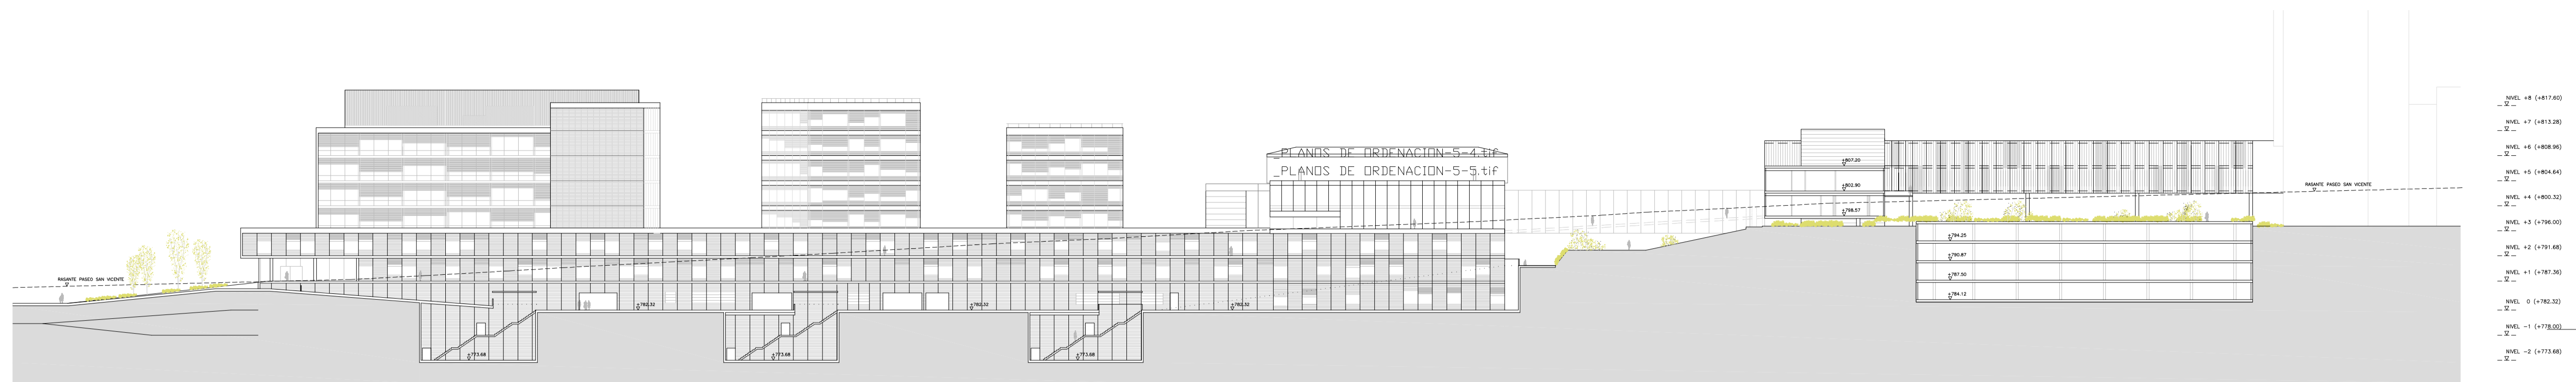 NIVEL +8 (+817.60)
NIVEL +7 (+813.28)
NIVEL +6 (+808.96)
NIVEL +5 (+804.64)
NIVEL +4 (+800.32)
NIVEL +3 (+796.00)
NIVEL +2 (+791.68)
NIVEL +1 (+787.36)
NIVEL 0 (+782.32)
NIVEL -1 (+778.00)
NIVEL -2 (+773.68)
_PLANOS DE ORDENACION-5-4.tif
_PLANOS DE ORDENACION-5-5.tif
+807.20
+802.90
+798.57
RASANTE PASEO SAN VICENTE
+794.25
+790.87
+787.50
+784.12
RASANTE PASEO SAN VICENTE
+782.32
+782.32
+782.32
+773.68
+773.68
+773.68